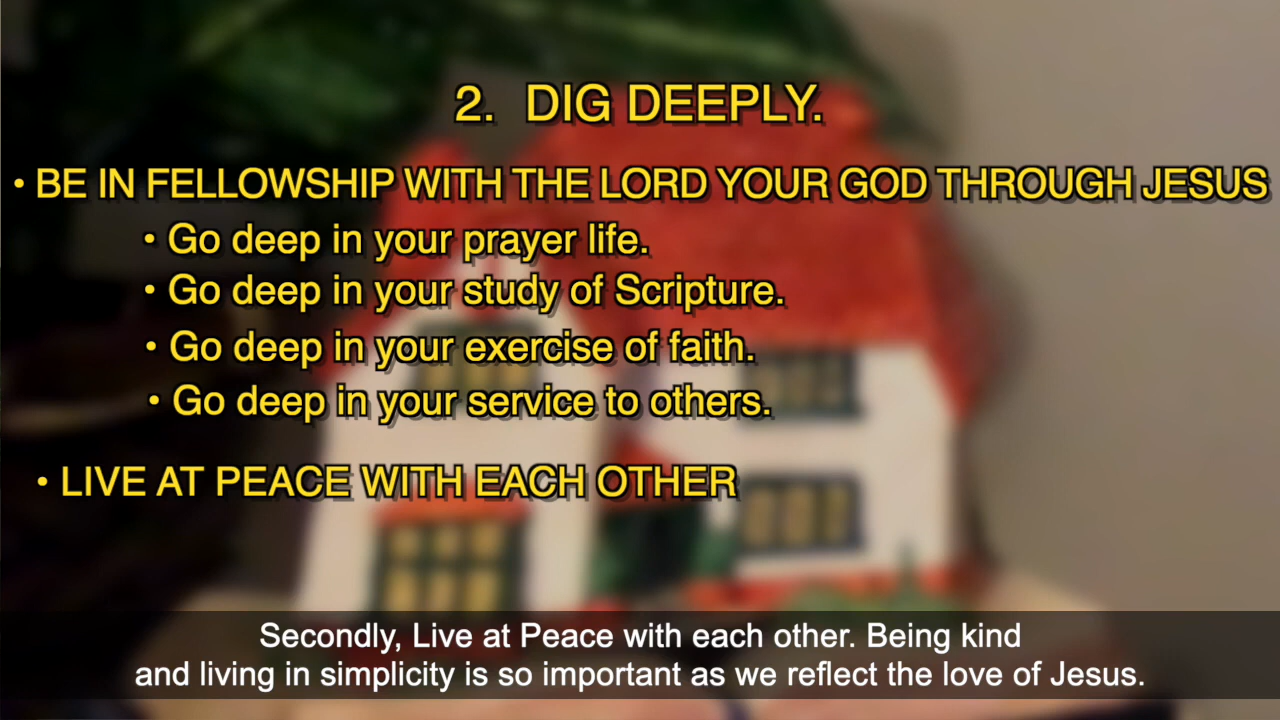 2. DIG DEEPLY.
• BE IN FELLOWSHIP WITH THE LORD YOUR GOD THROUGH JESUS
• Go deep in your prayer life.
• Go deep in your study of Scripture.
• Go deep in your exercise of faith.
• Go deep in your service to others.
• LIVE AT PEACE WITH EACH OTHER
Secondly, Live at Peace with each other. Being kind
and living in simplicity is so important as we reflect the love of Jesus.